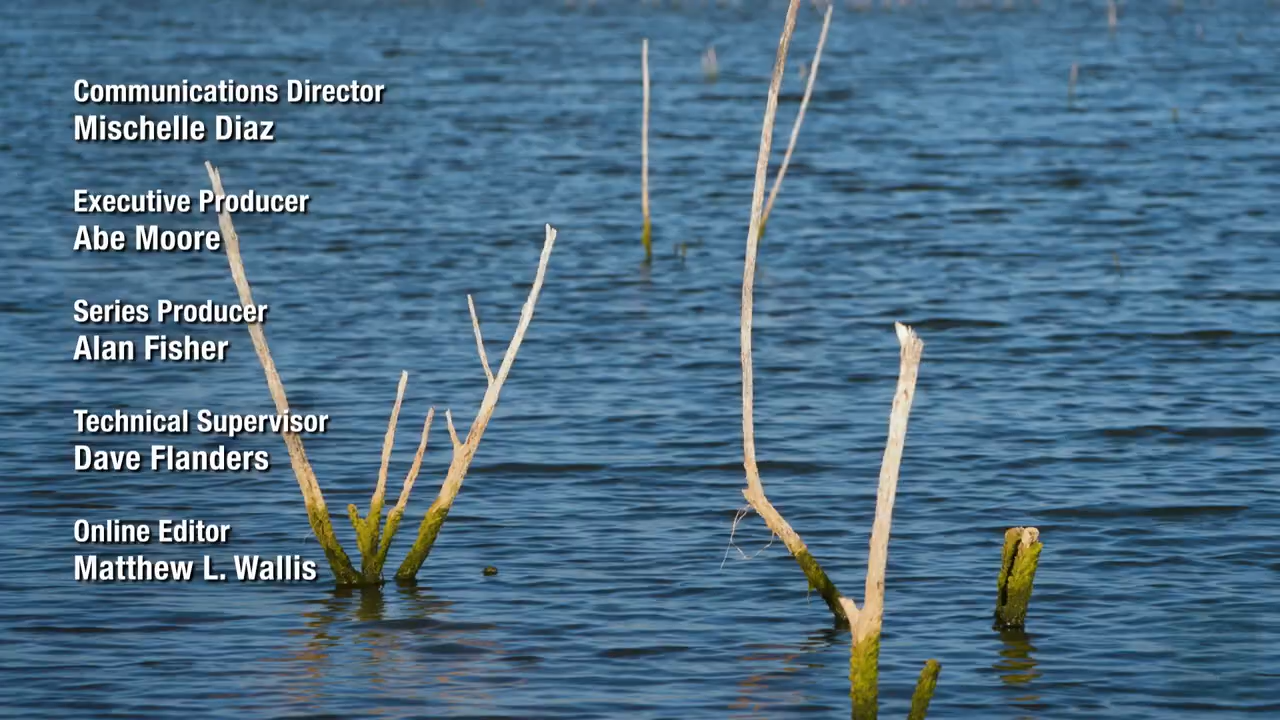 Communications Director
Mischelle Diaz
Executive Producer
Abe Moore
Series Producer
Alan Fisher
Technical Supervisor
Dave Flanders
Online Editor
Matthew L. Wallis